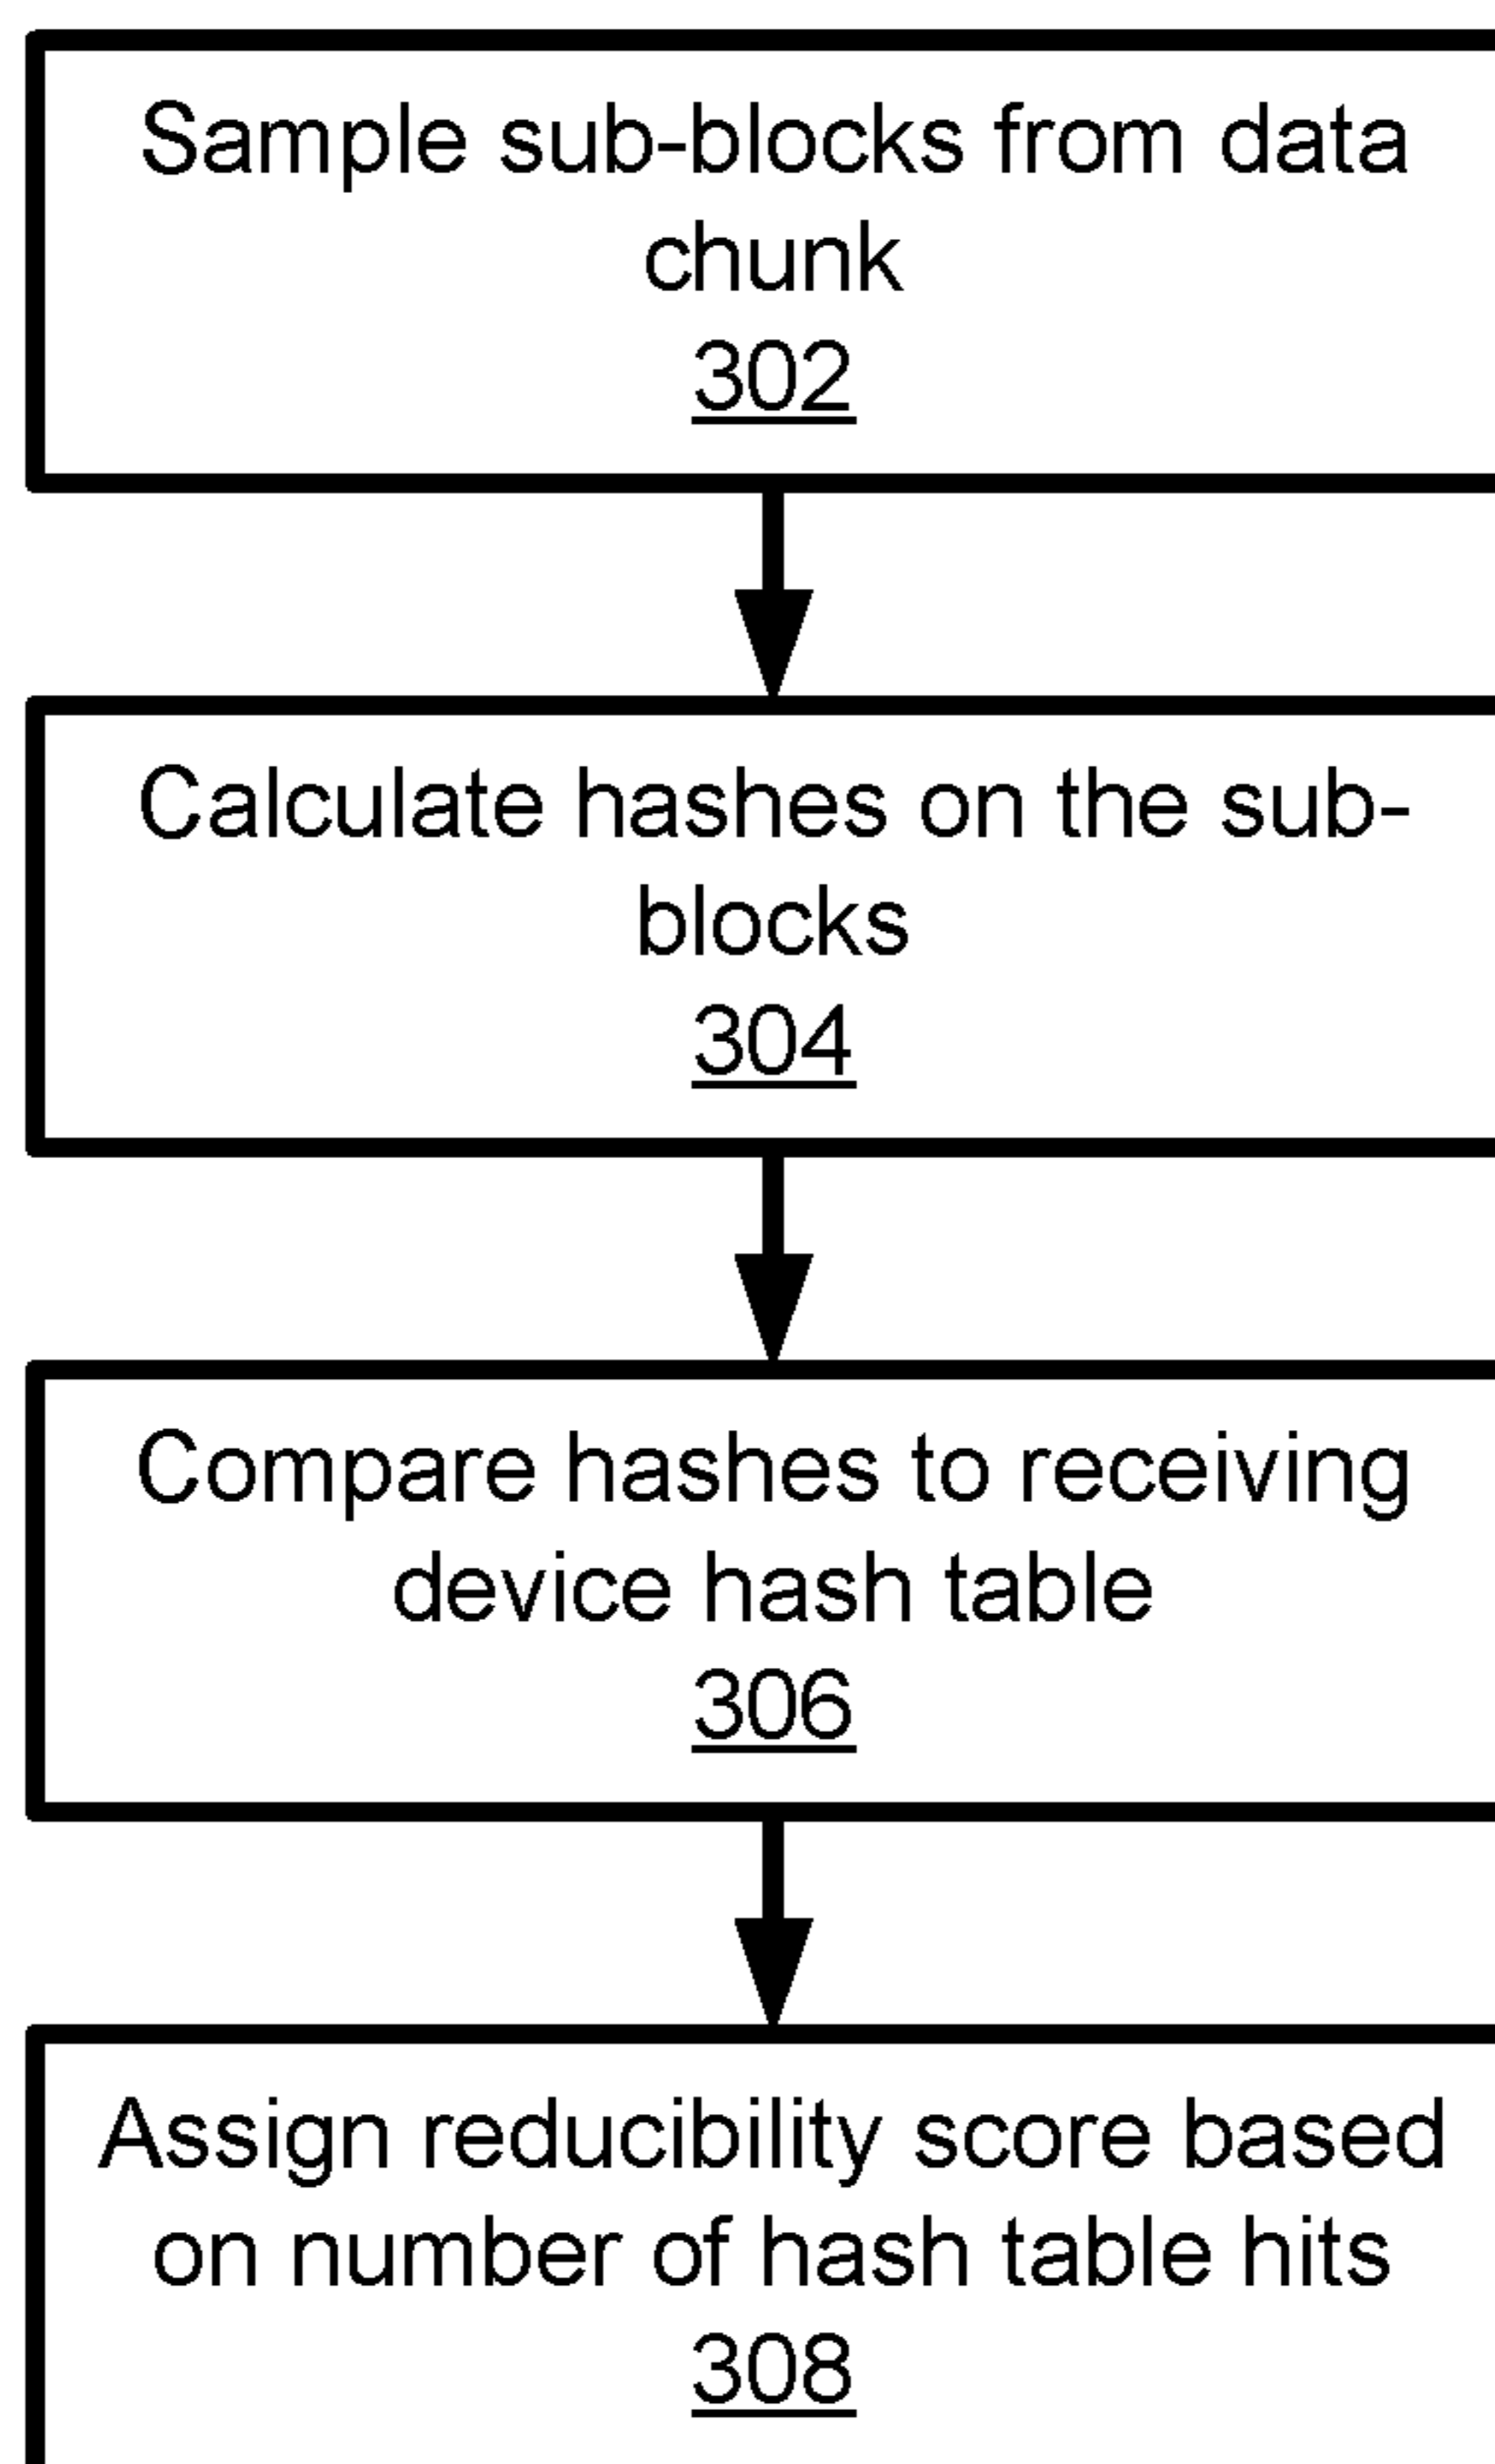 Sample sub-blocks from data
chunk
302
Calculate hashes on the sub-
blocks
304
Compare hashes to receiving
device hash table
306
Assign reducibility score based
on number of hash table hits
308